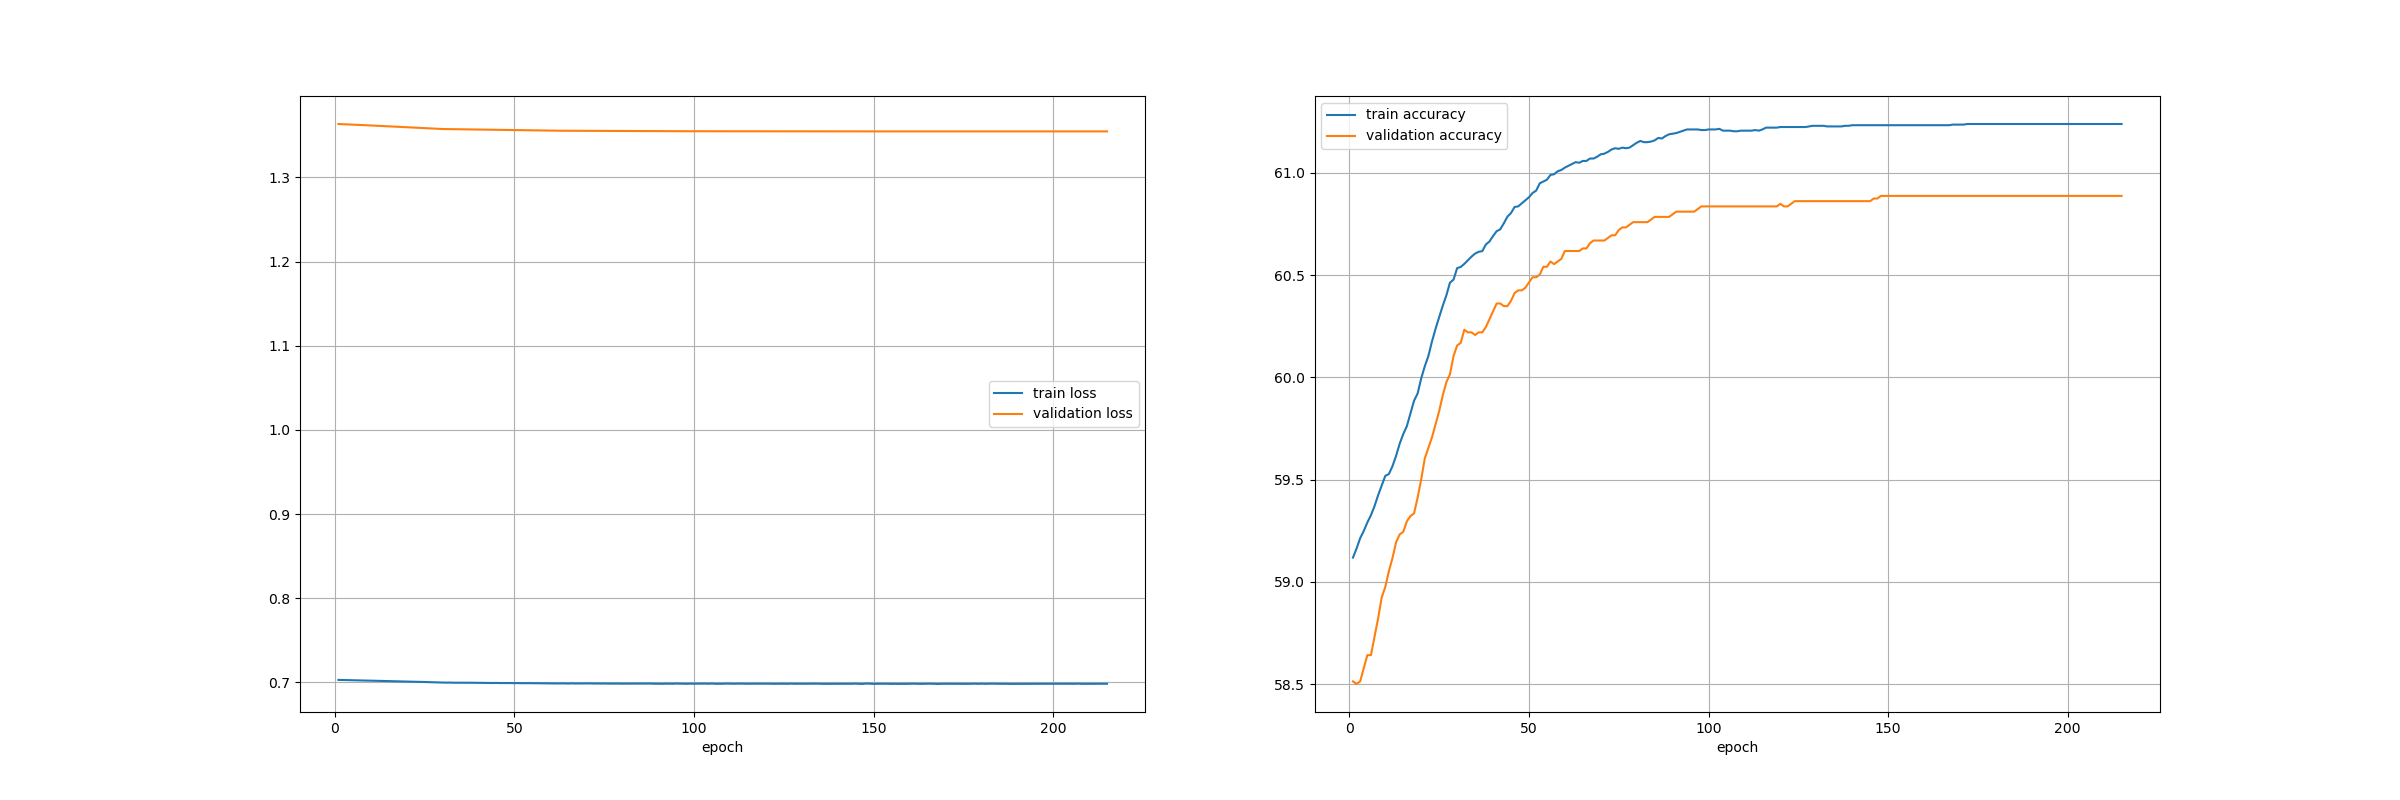 1.3
1.2
1.1
1.0
0.9
0.8
0.7
0 50 100 150 200
epoch
train loss
validation loss
train accuracy
validation accuracy
61.0
60.5
60.0
59.5
59.0
58.5
0 50 100 150 200
epoch